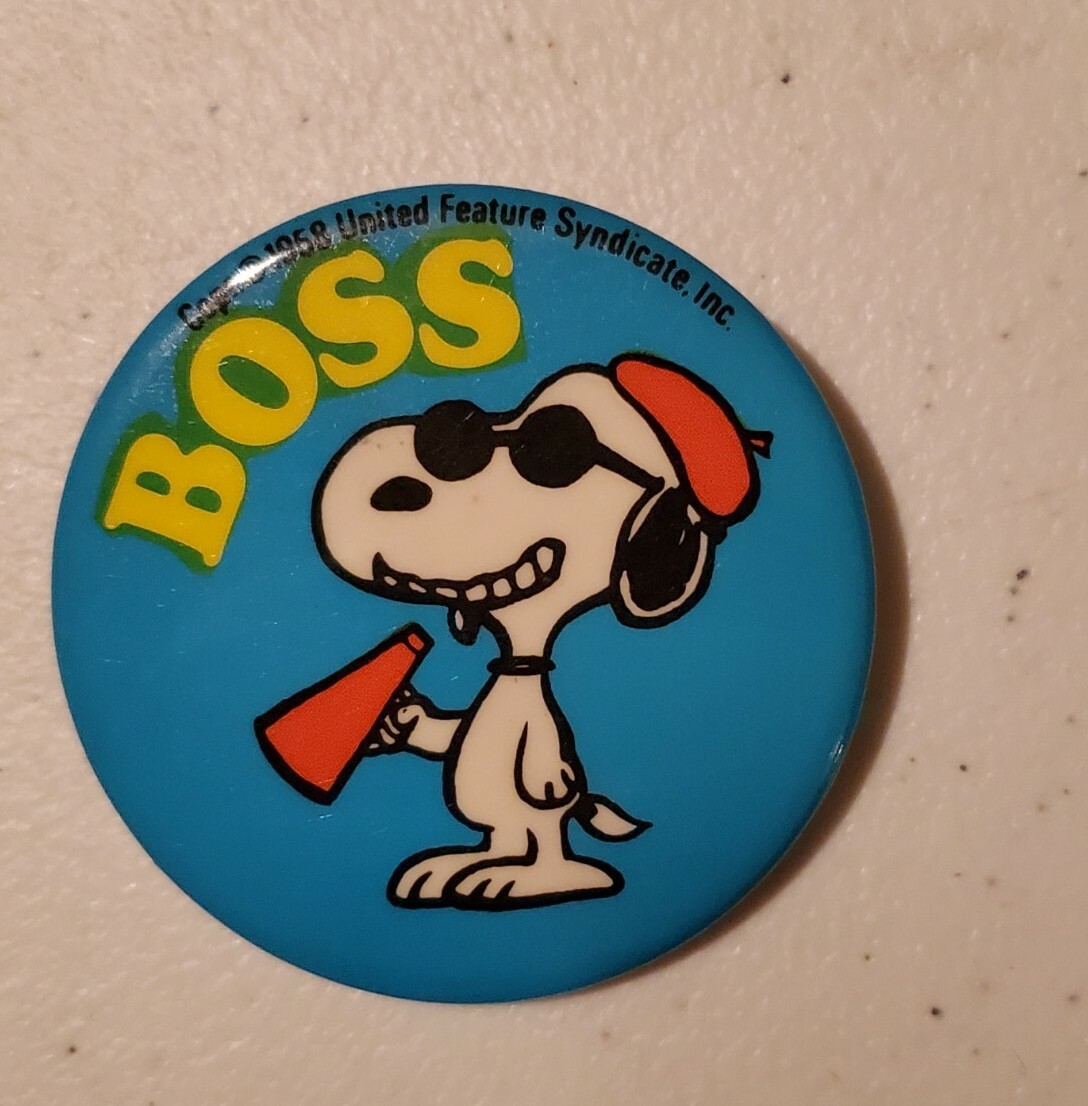 Copr. © 1958 United Feature Syndicate, Inc.
BOSS